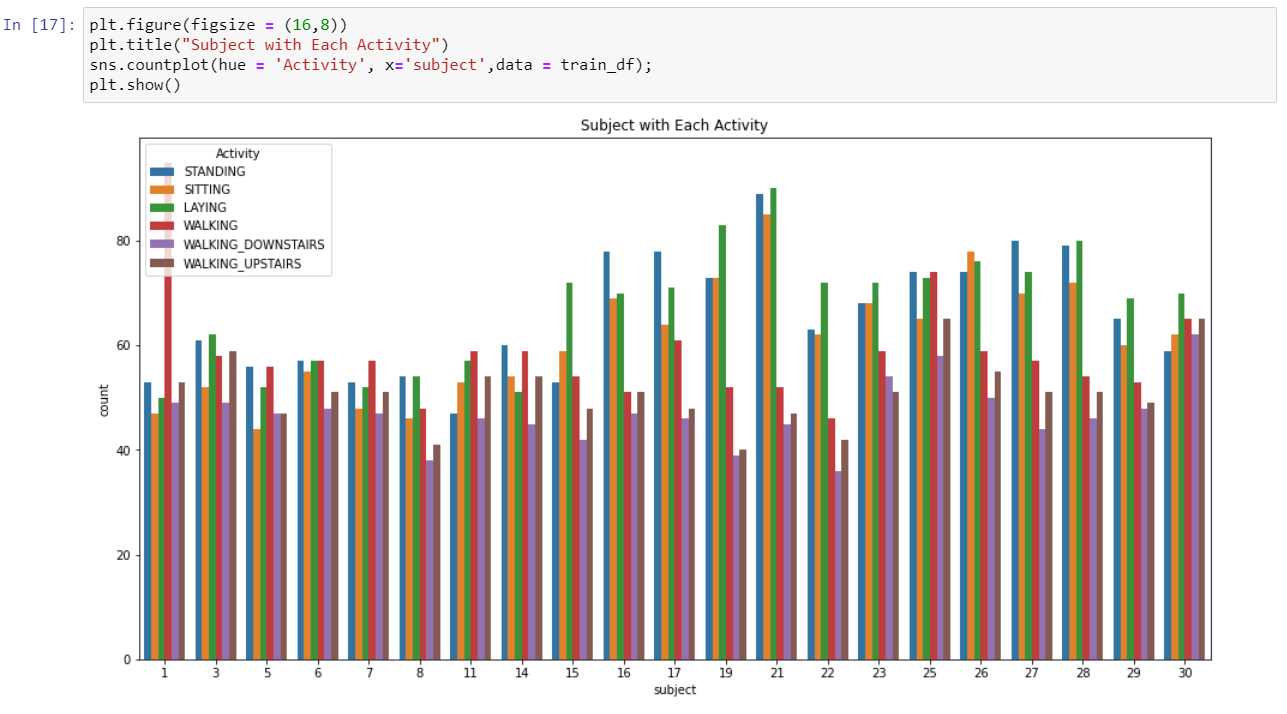 In [17]: plt.figure(figsize = (16,8))
plt.title("Subject with Each Activity")
sns.countplot(hue = 'Activity', x='subject',data = train_df);
plt.show()
Subject with Each Activity
Activity
STANDING
SITTING
LAYING
WALKING
WALKING_DOWNSTAIRS
WALKING_UPSTAIRS
80
60
40
20
0
count
1 3 5 6 7 8 11 14 15 16 17 19 21 22 23 25 26 27 28 29 30
subject